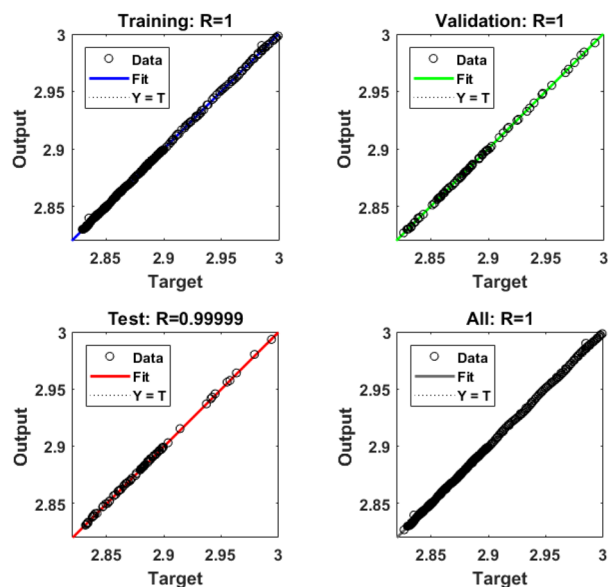 Training: R=1
Output
3
2.95
2.9
2.85
Data
Fit
Y = T
2.85
2.9
2.95
3
Target
Validation: R=1
Output
3
2.95
2.9
2.85
Data
Fit
Y = T
2.85
2.9
2.95
3
Target
Test: R=0.99999
Output
3
2.95
2.9
2.85
Data
Fit
Y = T
2.85
2.9
2.95
3
Target
All: R=1
Output
3
2.95
2.9
2.85
Data
Fit
Y = T
2.85
2.9
2.95
3
Target